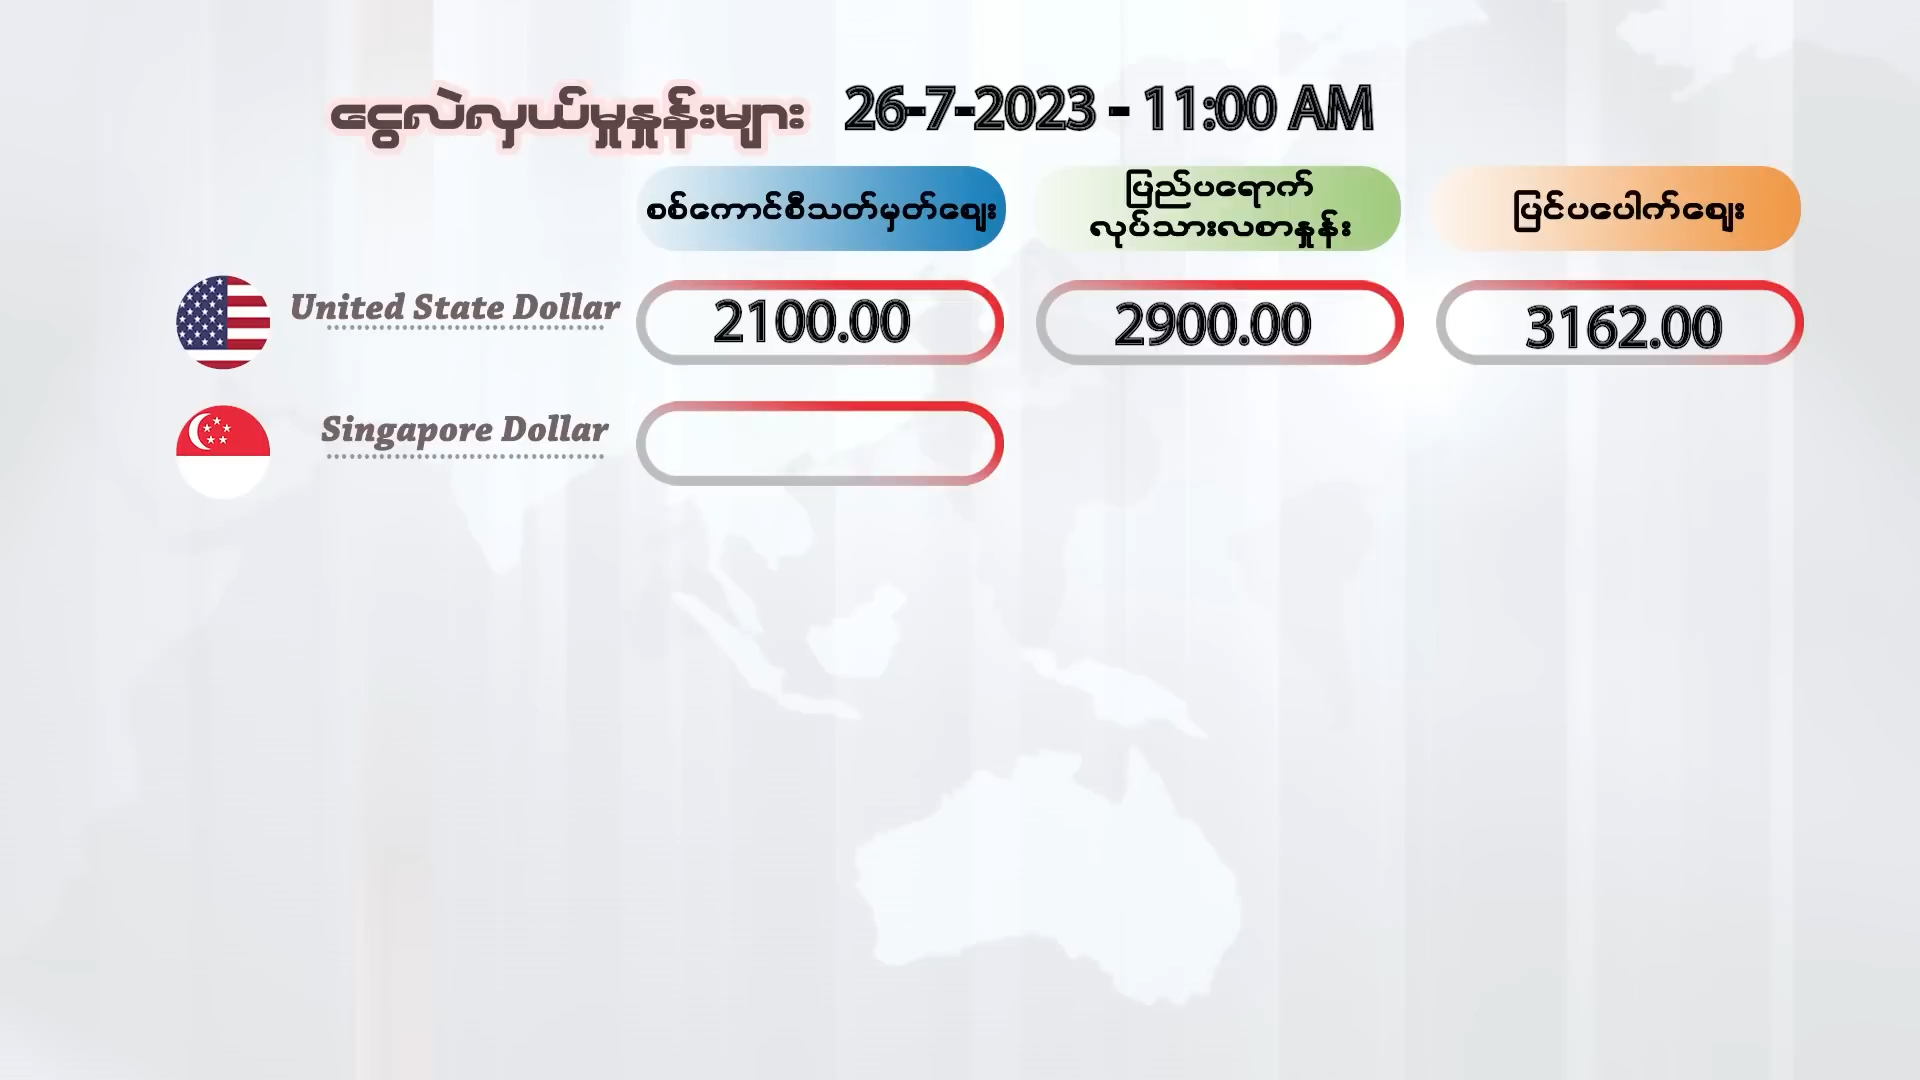 ငွေလဲလှယ်မှုနှုန်းများ 26-7-2023 - 11:00 AM
စစ်ကောင်စီသတ်မှတ်ဈေး
ပြည်ပရောက်
လုပ်သားလစာနှုန်း
ပြင်ပပေါက်ဈေး
United State Dollar 2100.00 2900.00 3162.00
Singapore Dollar